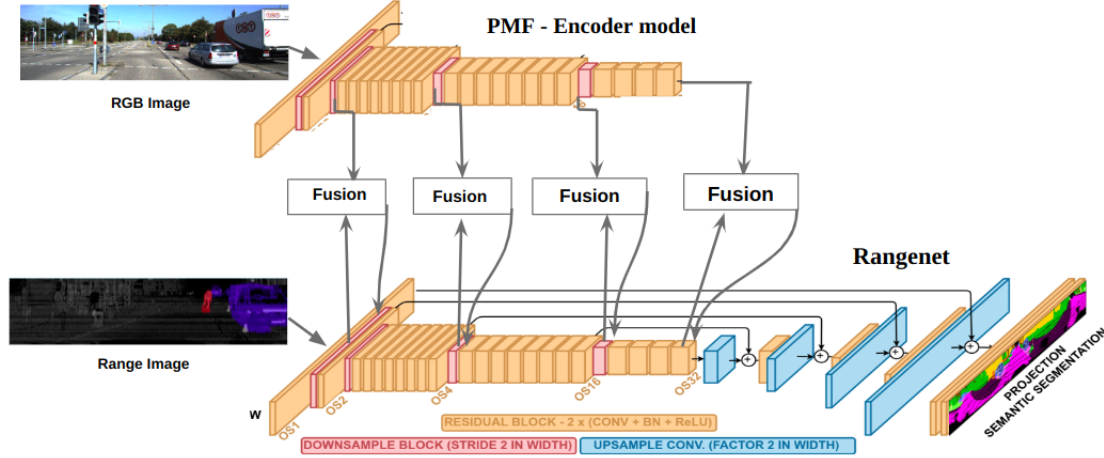 PMF - Encoder model
RGB Image
Fusion
Fusion
Fusion
Fusion
Rangenet
Range Image
W
OS1
OS2
OS4
OS16
OS32
PROJECTION
SEMANTIC SEGMENTATION
RESIDUAL BLOCK - 2 x (CONV + BN + ReLU)
DOWNSAMPLE BLOCK (STRIDE 2 IN WIDTH)
UPSAMPLE CONV. (FACTOR 2 IN WIDTH)